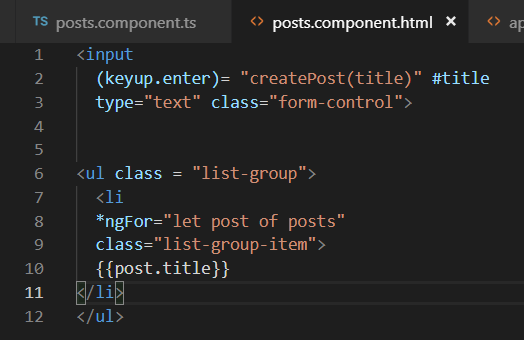 TS posts.component.ts <> posts.component.html × <> ap
1 <input
2 (keyup.enter)= "createPost(title)" #title
3 type="text" class="form-control">
4
5
6 <ul class = "list-group">
7 <li
8 *ngFor="let post of posts"
9 class="list-group-item">
10 {{post.title}}
11 </li>
12 </ul>